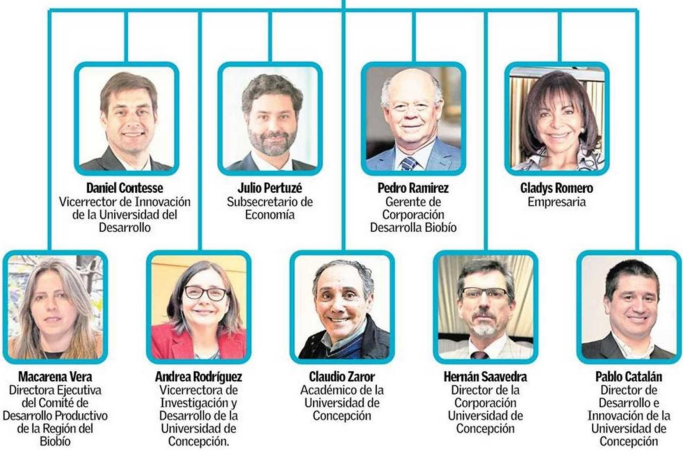 Daniel Contesse
Vicerrector de Innovación
de la Universidad del
Desarrollo
Julio Pertuzé
Subsecretario de
Economía
Pedro Ramirez
Gerente de
Corporación
Desarrolla Biobío
Gladys Romero
Empresaria
Macarena Vera
Directora Ejecutiva
del Comité de
Desarrollo Productivo
de la Región del
Biobío
Andrea Rodríguez
Vicerrectora de
Investigación y
Desarrollo de la
Universidad de
Concepción.
Claudio Zaror
Académico de la
Universidad de
Concepción
Hernán Saavedra
Director de la
Corporación
Universidad de
Concepción
Pablo Catalán
Director de
Desarrollo e
Innovación de la
Universidad de
Concepción